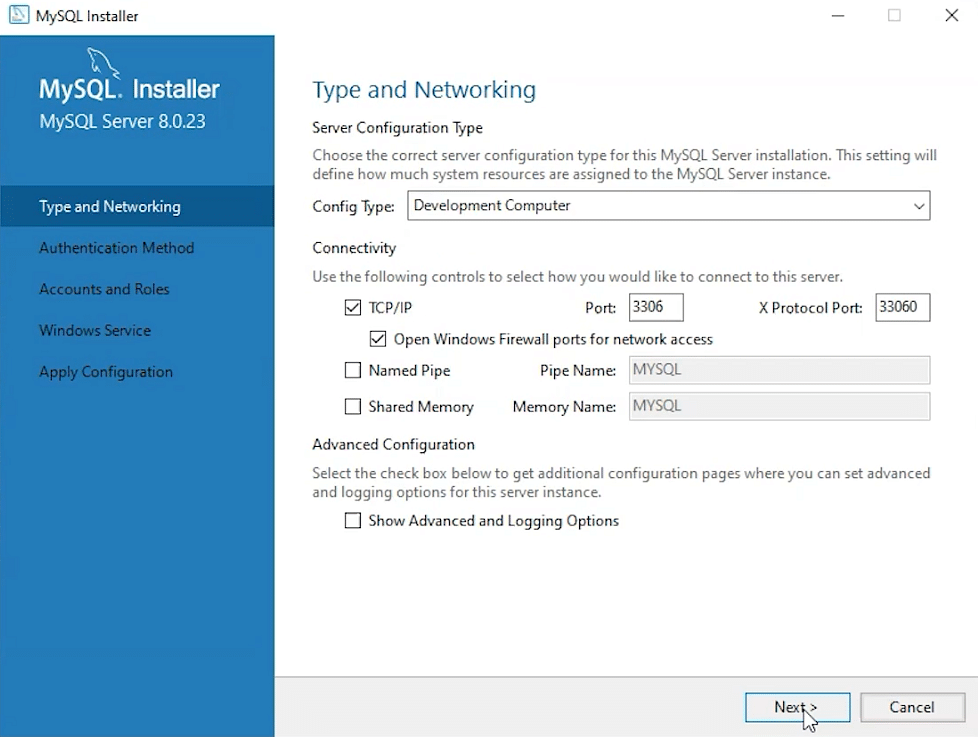 MySQL Installer
MySQL. Installer
MySQL Server 8.0.23
Type and Networking
Authentication Method
Accounts and Roles
Windows Service
Apply Configuration
Type and Networking
Server Configuration Type
Choose the correct server configuration type for this MySQL Server installation. This setting will
define how much system resources are assigned to the MySQL Server instance.
Config Type: Development Computer
Connectivity
Use the following controls to select how you would like to connect to this server.
TCP/IP Port: 3306 X Protocol Port: 33060
Open Windows Firewall ports for network access
Named Pipe Pipe Name: MYSQL
Shared Memory Memory Name: MYSQL
Advanced Configuration
Select the check box below to get additional configuration pages where you can set advanced
and logging options for this server instance.
Show Advanced and Logging Options
Next > Cancel